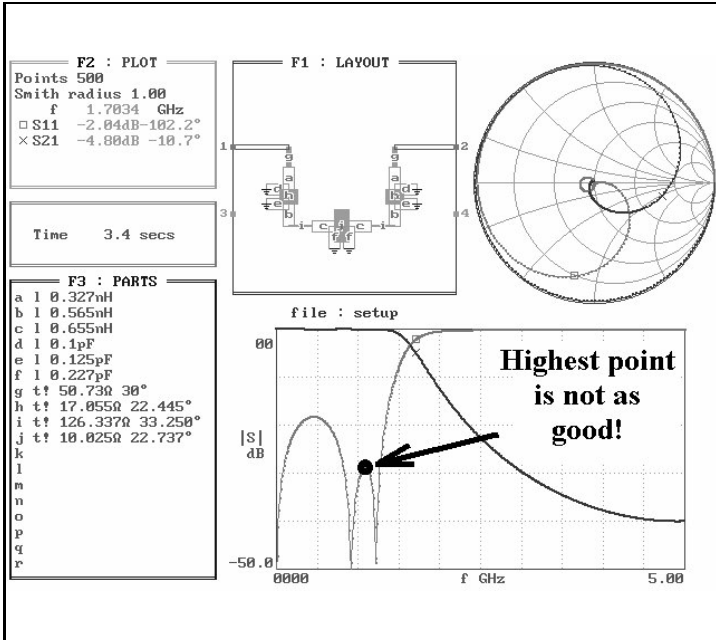 F2 : PLOT
Points 500
Smith radius 1.00
f 1.7034 GHz
□ S11 -2.04dB-102.2°
× S21 -4.80dB -10.7°
Time 3.4 secs
F3 : PARTS
a l 0.327nH
b l 0.565nH
c l 0.655nH
d l 0.1pF
e l 0.125pF
f l 0.227pF
g t! 50.73Ω 30°
h t! 17.055Ω 22.445°
i t! 126.337Ω 33.250°
j t! 10.025Ω 22.737°
k
l
m
n
o
p
q
r
F1 : LAYOUT
1
2
3
4
g
g
a
a
d
h
h
d
e
e
b
b
i
c
c
i
f
f
file : setup
00
|S|
dB
-50.0
0000
f GHz
5.00
Highest point
is not as
good!